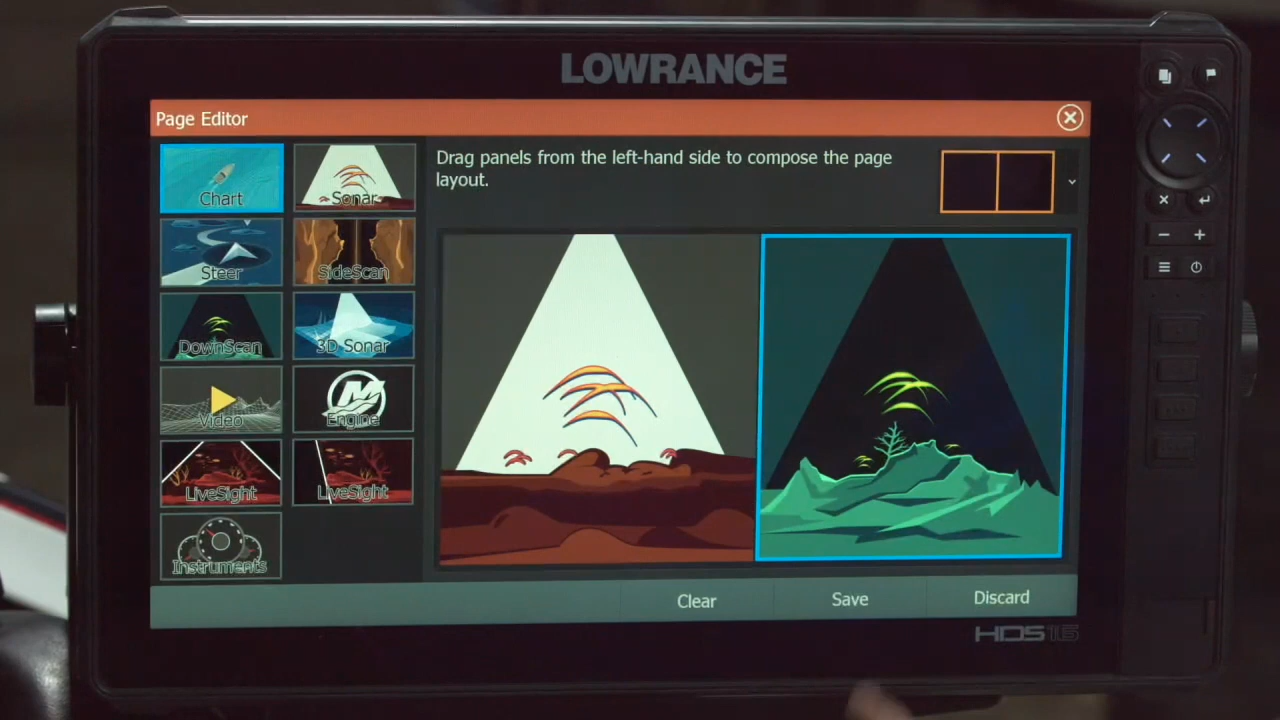 LOWRANCE
Page Editor
Chart
Sonar
Steer
SideScan
DownScan
3D Sonar
Video
Engine
LiveSight
LiveSight
Instruments
Drag panels from the left-hand side to compose the page
layout.
Clear
Save
Discard
HDS 16